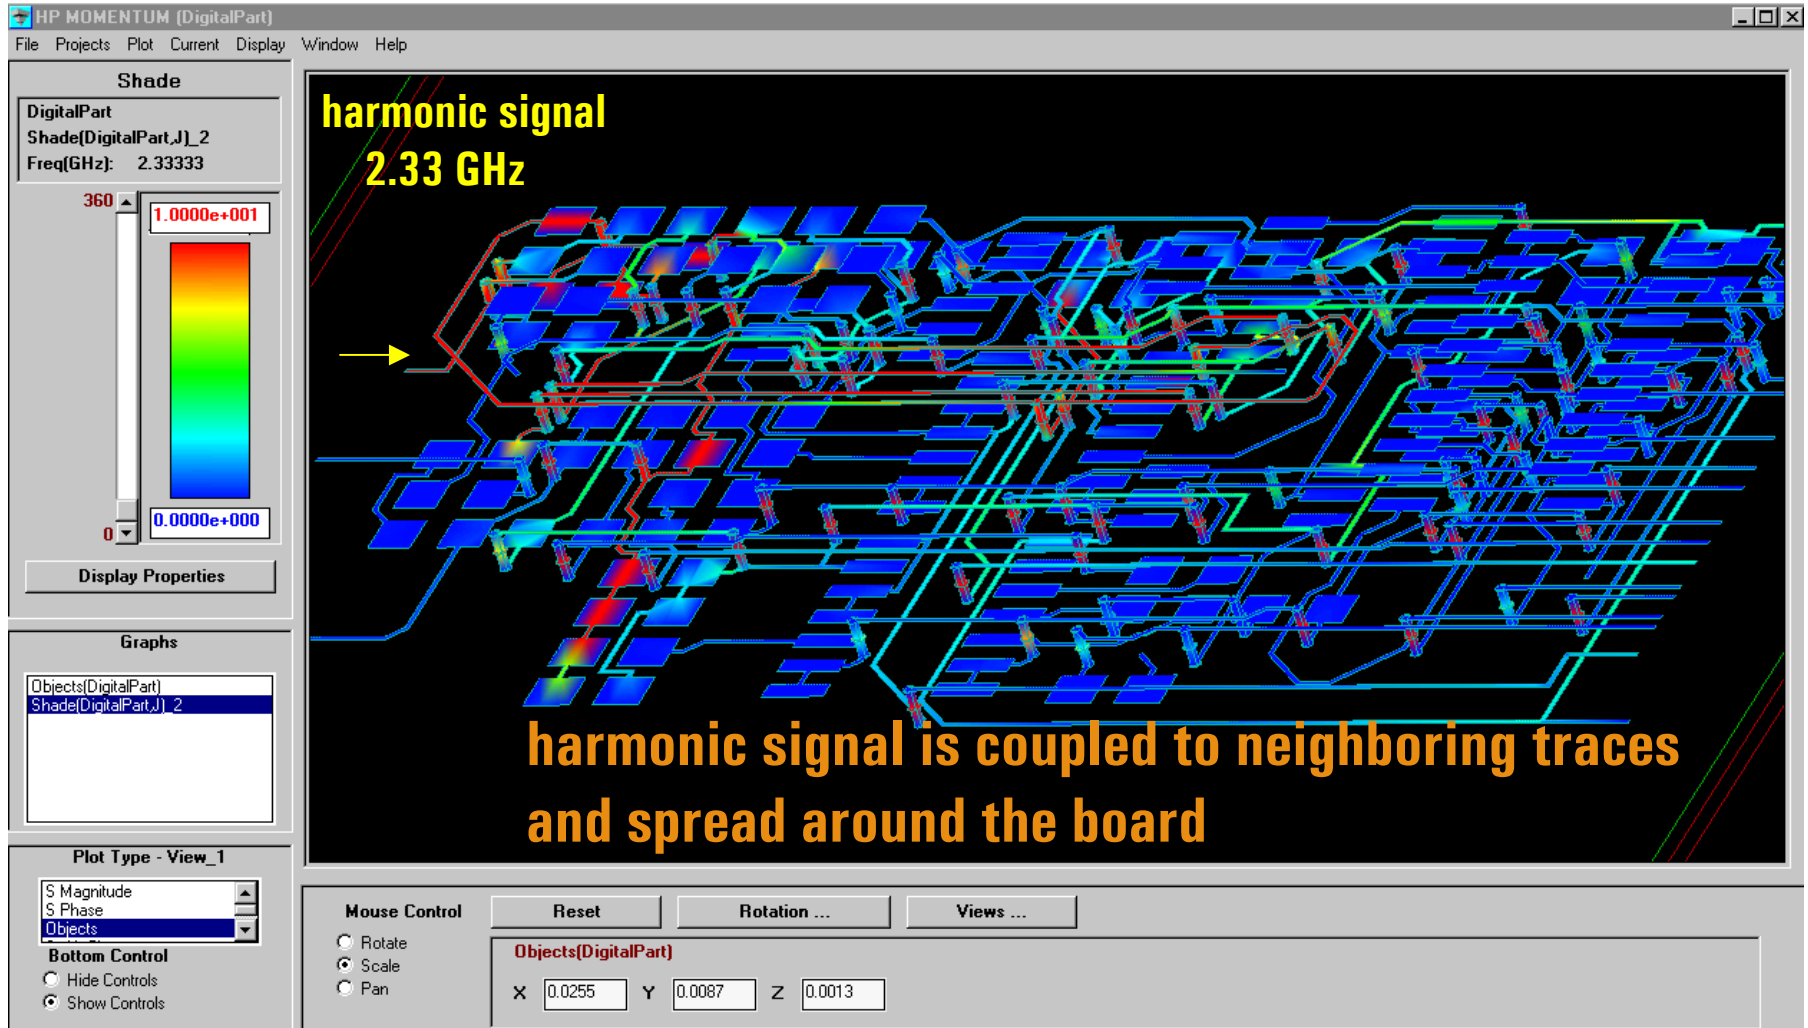 HP MOMENTUM (DigitalPart)
File Projects Plot Current Display Window Help
Shade
DigitalPart
Shade(DigitalPart,J)_2
Freq(GHz): 2.33333
360
1.0000e+001
0.0000e+000
0
Display Properties
Graphs
Objects(DigitalPart)
Shade(DigitalPart,J)_2
Plot Type - View_1
S Magnitude
S Phase
Objects
Bottom Control
Hide Controls
Show Controls
harmonic signal
2.33 GHz
harmonic signal is coupled to neighboring traces
and spread around the board
Mouse Control
Rotate
Scale
Pan
Reset Rotation ... Views ...
Objects(DigitalPart)
X 0.0255 Y 0.0087 Z 0.0013